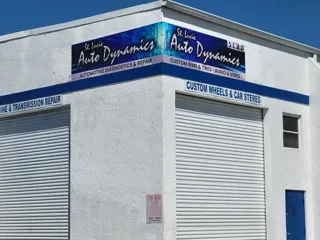 St. Lucie
Auto Dynamics
AUTOMOTIVE DIAGNOSTICS & REPAIR
St. Lucie
Auto Dynamics
CUSTOM RIMS & TIRES • AUDIO & VIDEO
& TRANSMISSION REPAIR
CUSTOM WHEELS & CAR STEREO